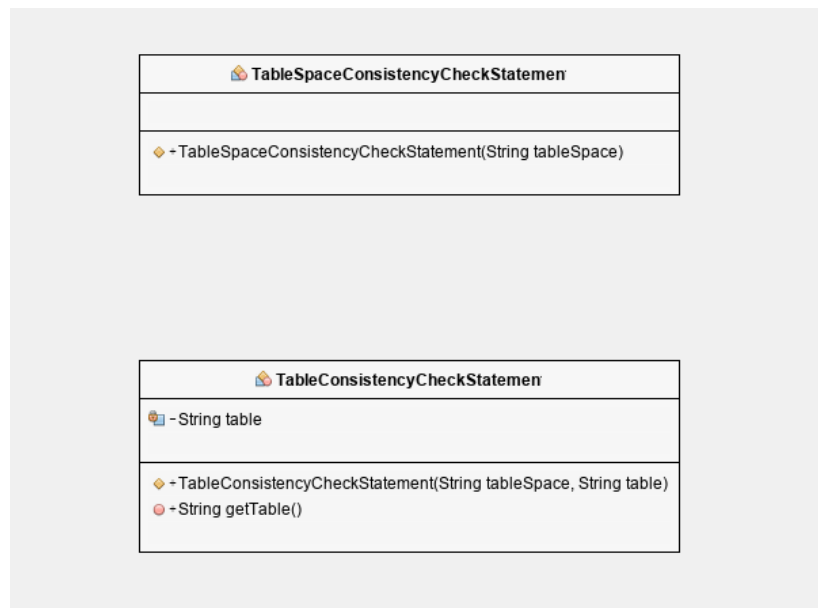 TableSpaceConsistencyCheckStatemen
+TableSpaceConsistencyCheckStatement(String tableSpace)
TableConsistencyCheckStatemen
-String table
+TableConsistencyCheckStatement(String tableSpace, String table)
+String getTable()